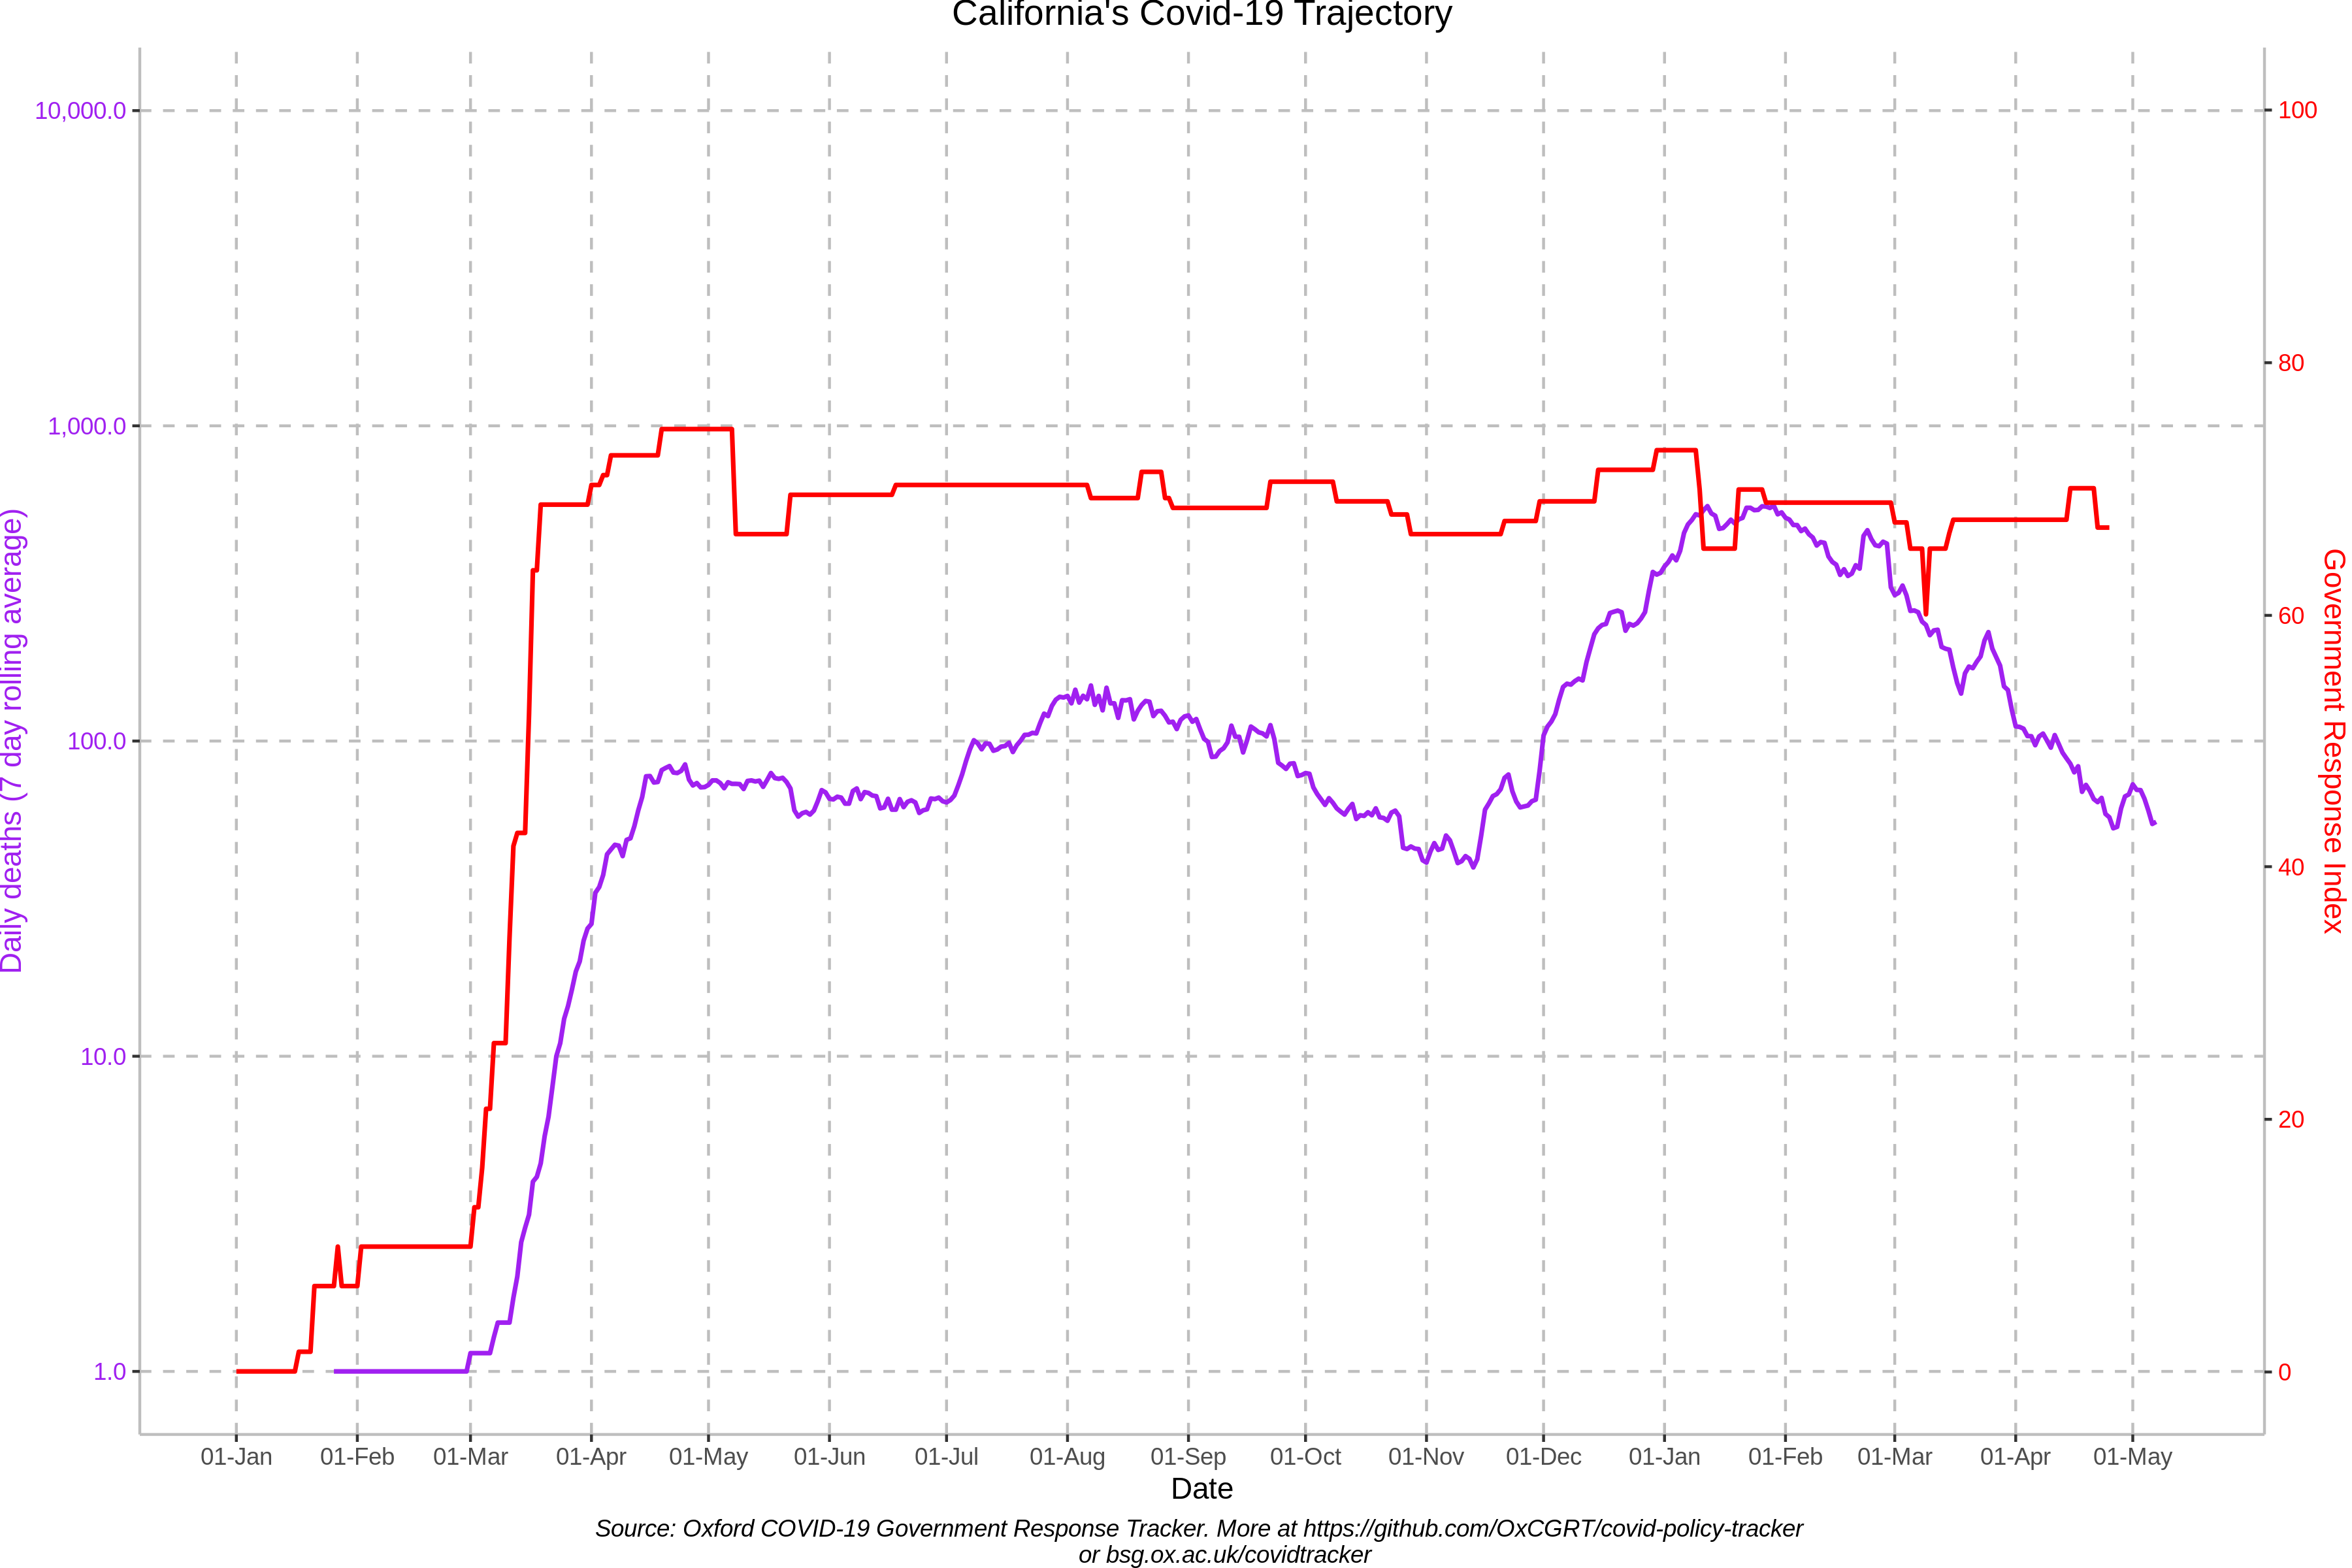 California's Covid-19 Trajectory
10,000.0
1,000.0
100.0
10.0
1.0
Daily deaths (7 day rolling average)
100
80
60
40
20
0
Government Response Index
01-Jan 01-Feb 01-Mar 01-Apr 01-May 01-Jun 01-Jul 01-Aug 01-Sep 01-Oct 01-Nov 01-Dec 01-Jan 01-Feb 01-Mar 01-Apr 01-May
Date
Source: Oxford COVID-19 Government Response Tracker. More at https://github.com/OxCGRT/covid-policy-tracker
or bsg.ox.ac.uk/covidtracker